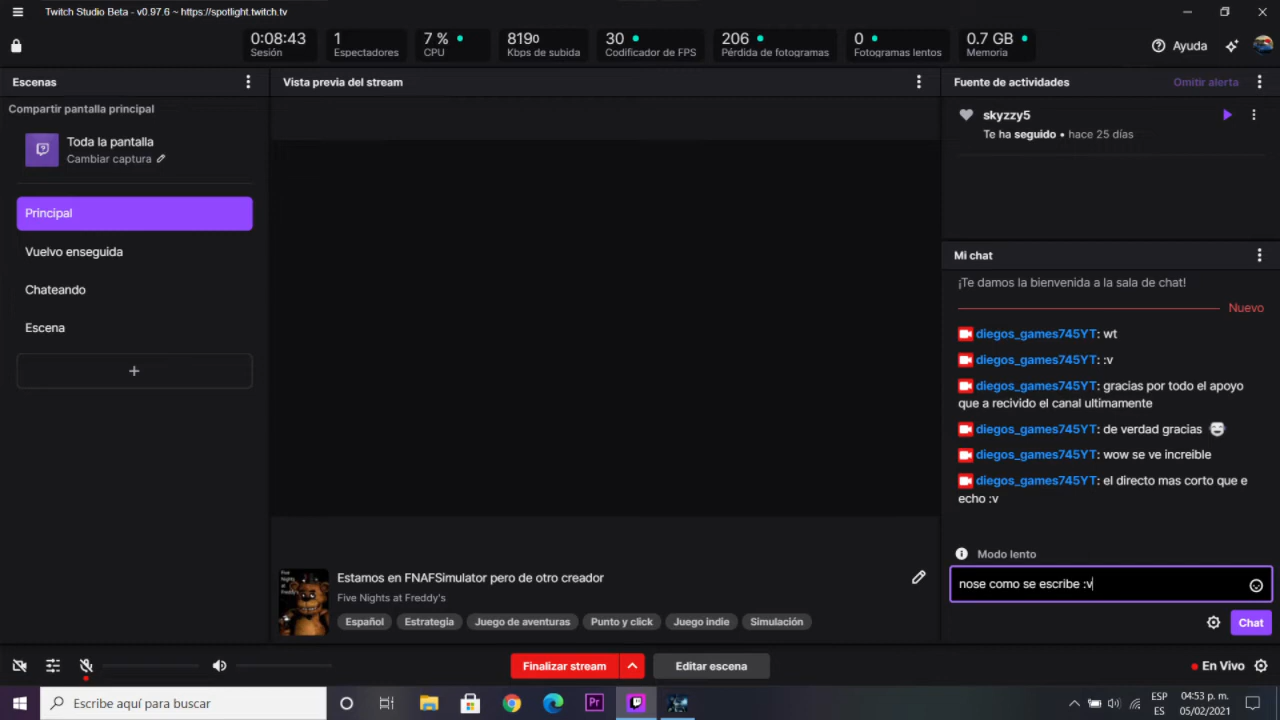 Twitch Studio Beta - v0.97.6 ~ https://spotlight.twitch.tv
0:08:43
Sesión
1
Espectadores
7 %
CPU
8190
Kbps de subida
30
Codificador de FPS
206
Pérdida de fotogramas
0
Fotogramas lentos
0.7 GB
Memoria
Ayuda
Escenas
Compartir pantalla principal
Toda la pantalla
Cambiar captura
Principal
Vuelvo enseguida
Chateando
Escena
+
Vista previa del stream
Five
Nights
at
Freddy's
Estamos en FNAFSimulator pero de otro creador
Five Nights at Freddy's
Español
Estrategia
Juego de aventuras
Punto y click
Juego indie
Simulación
Fuente de actividades
Omitir alerta
skyzzy5
Te ha seguido • hace 25 días
Mi chat
¡Te damos la bienvenida a la sala de chat!
Nuevo
diegos_games745YT: wt
diegos_games745YT: :v
diegos_games745YT: gracias por todo el apoyo
que a recivido el canal ultimamente
diegos_games745YT: de verdad gracias
diegos_games745YT: wow se ve increible
diegos_games745YT: el directo mas corto que e
echo :v
Modo lento
nose como se escribe :v
Chat
Finalizar stream
Editar escena
En Vivo
Escribe aquí para buscar
Pr
ESP
ES
04:53 p. m.
05/02/2021